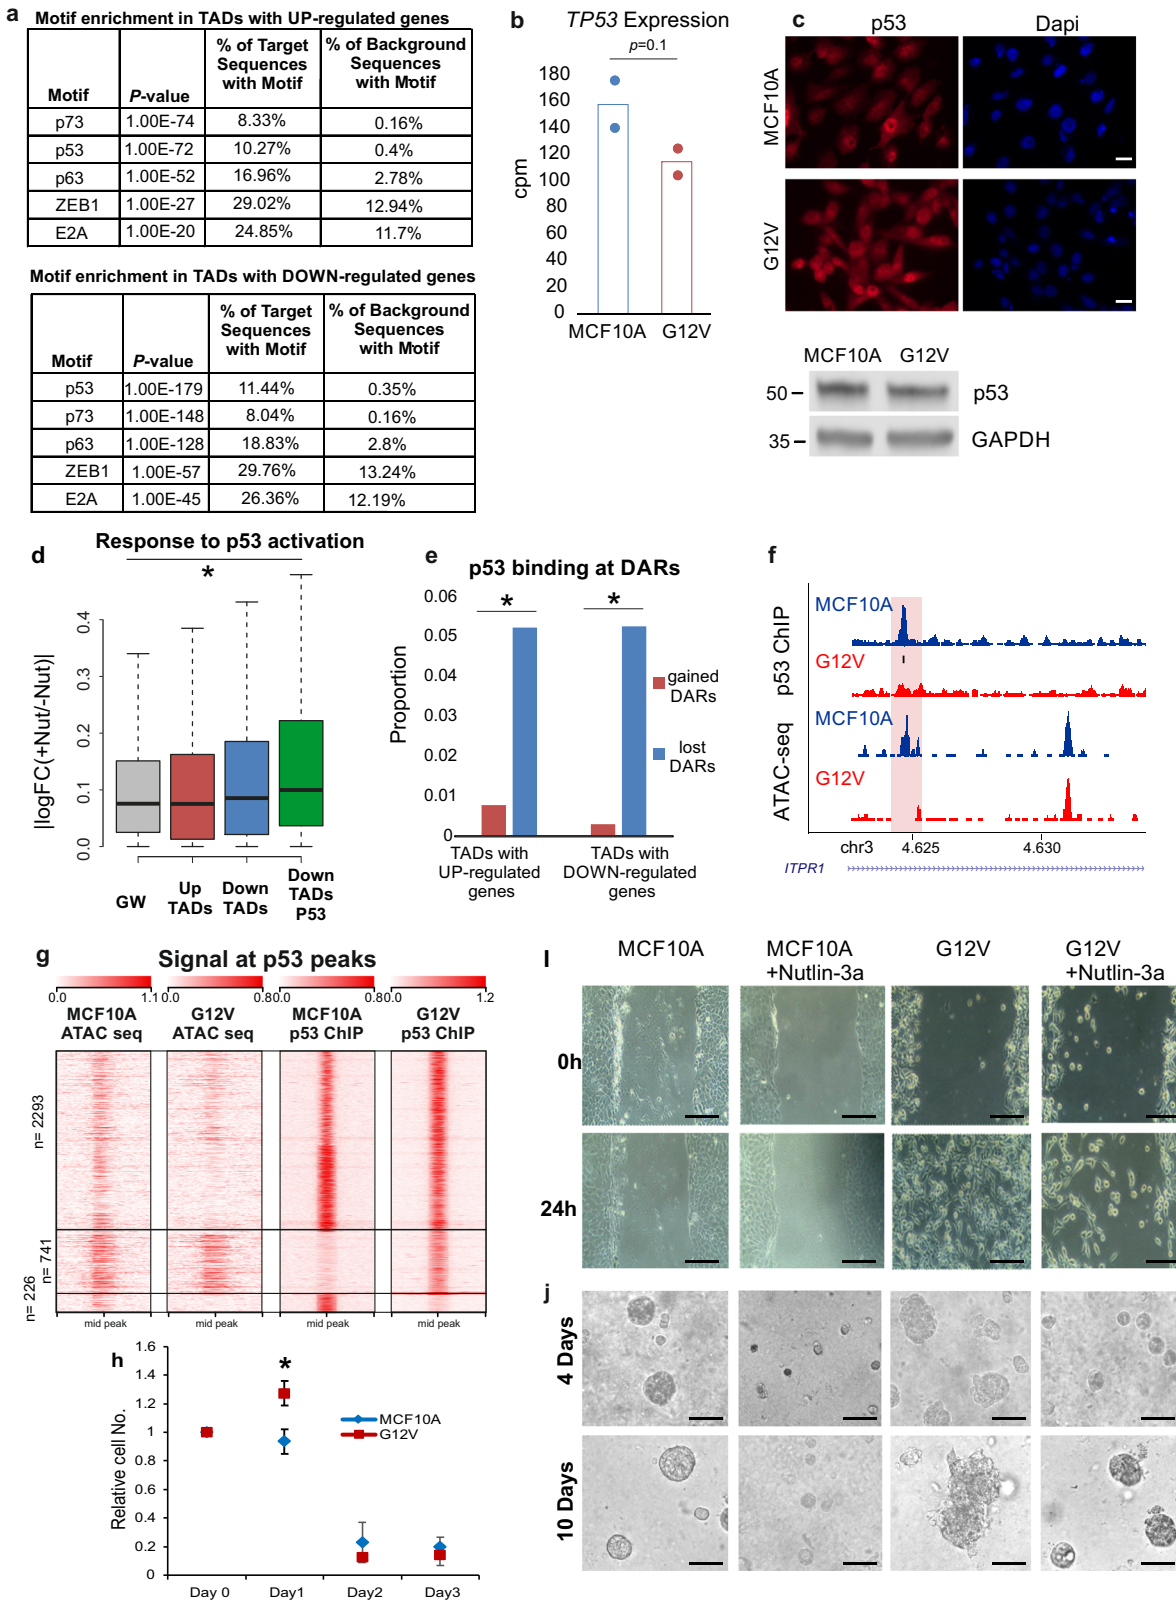 a
Motif enrichment in TADs with UP-regulated genes
Motif P-value % of Target Sequences with Motif % of Background Sequences with Motif
p73 1.00E-74 8.33% 0.16%
p53 1.00E-72 10.27% 0.4%
p63 1.00E-52 16.96% 2.78%
ZEB1 1.00E-27 29.02% 12.94%
E2A 1.00E-20 24.85% 11.7%
Motif enrichment in TADs with DOWN-regulated genes
Motif P-value % of Target Sequences with Motif % of Background Sequences with Motif
p53 1.00E-179 11.44% 0.35%
p73 1.00E-148 8.04% 0.16%
p63 1.00E-128 18.83% 2.8%
ZEB1 1.00E-57 29.76% 13.24%
E2A 1.00E-45 26.36% 12.19%
b
TP53 Expression
p=0.1
cpm
180
160
140
120
100
80
60
40
20
0
MCF10A G12V
c
p53 Dapi
MCF10A
G12V
MCF10A G12V
50 p53
35 GAPDH
d
Response to p53 activation
*
|logFC(+Nut/-Nut)|
0.4
0.3
0.2
0.1
0.0
GW
Up TADs
Down TADs
Down TADs P53
e
p53 binding at DARs
Proportion
0.06
0.05
0.04
0.03
0.02
0.01
0
* *
gained DARs
lost DARs
TADs with UP-regulated genes
TADs with DOWN-regulated genes
f
p53 ChIP
MCF10A
G12V
ATAC-seq
MCF10A
G12V
chr3 4.625 4.630
ITPR1
g
Signal at p53 peaks
0.0 1.1 0.0 0.8 0.0 0.8 0.0 1.2
MCF10A ATAC seq
G12V ATAC seq
MCF10A p53 ChIP
G12V p53 ChIP
n= 2293
n= 741
n= 226
mid peak mid peak mid peak mid peak
h
Relative cell No.
1.6
1.4
1.2
1
0.8
0.6
0.4
0.2
0
*
MCF10A
G12V
Day 0 Day1 Day2 Day3
I
MCF10A
MCF10A +Nutlin-3a
G12V
G12V +Nutlin-3a
0h
24h
j
4 Days
10 Days